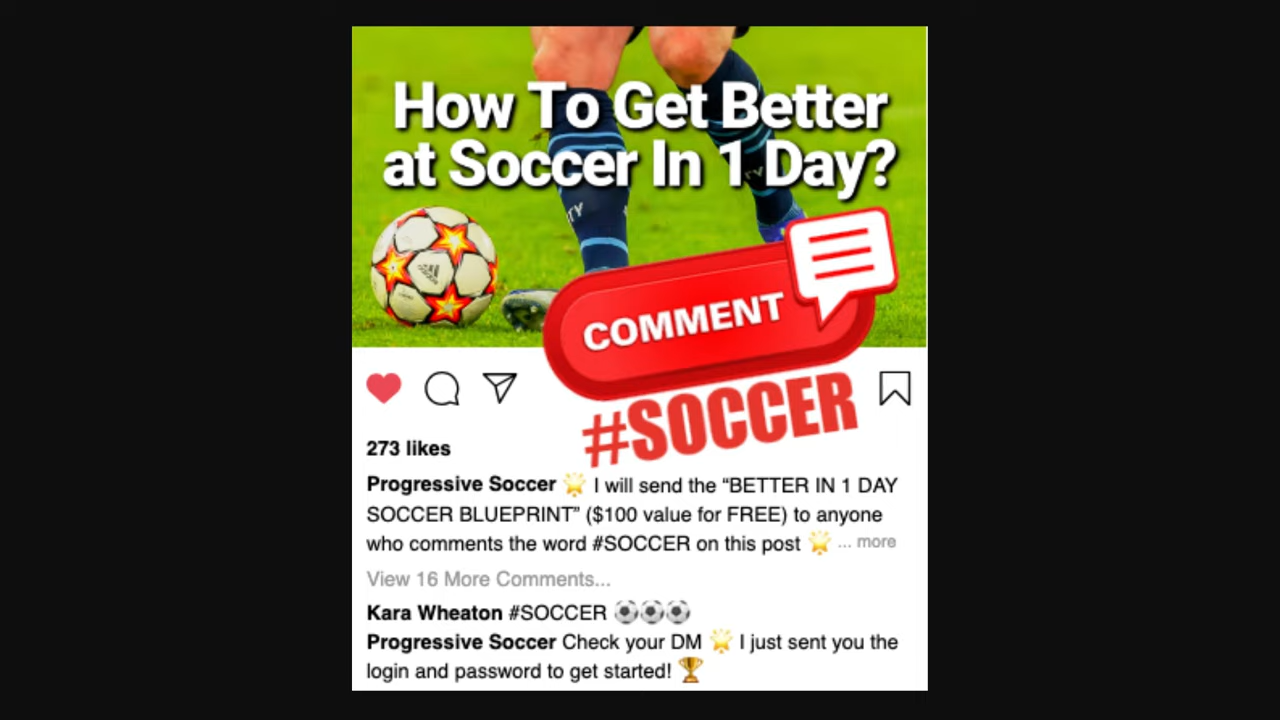 How To Get Better
at Soccer In 1 Day?
TY
TY
COMMENT
#SOCCER
273 likes
Progressive Soccer 🌟 I will send the “BETTER IN 1 DAY
SOCCER BLUEPRINT” ($100 value for FREE) to anyone
who comments the word #SOCCER on this post 🌟 ... more
View 16 More Comments...
Kara Wheaton #SOCCER ⚽⚽⚽
Progressive Soccer Check your DM 🌟 I just sent you the
login and password to get started! 🏆